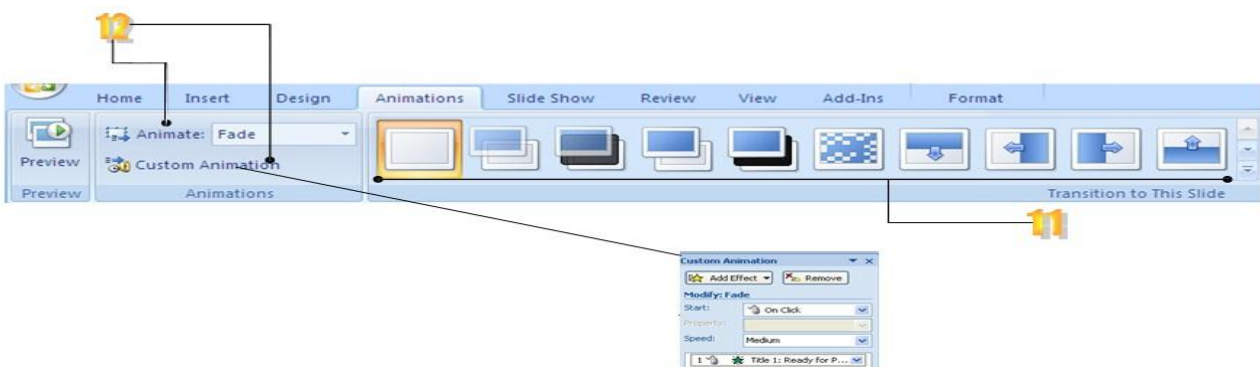 12
Home Insert Design Animations Slide Show Review View Add-Ins Format
Animate: Fade
Preview
Custom Animation
Preview Animations Transition to This Slide
11
Custom Animation
Add Effect Remove
Modify: Fade
Start: On Click
Property:
Speed: Medium
1 Title 1: Ready for P...